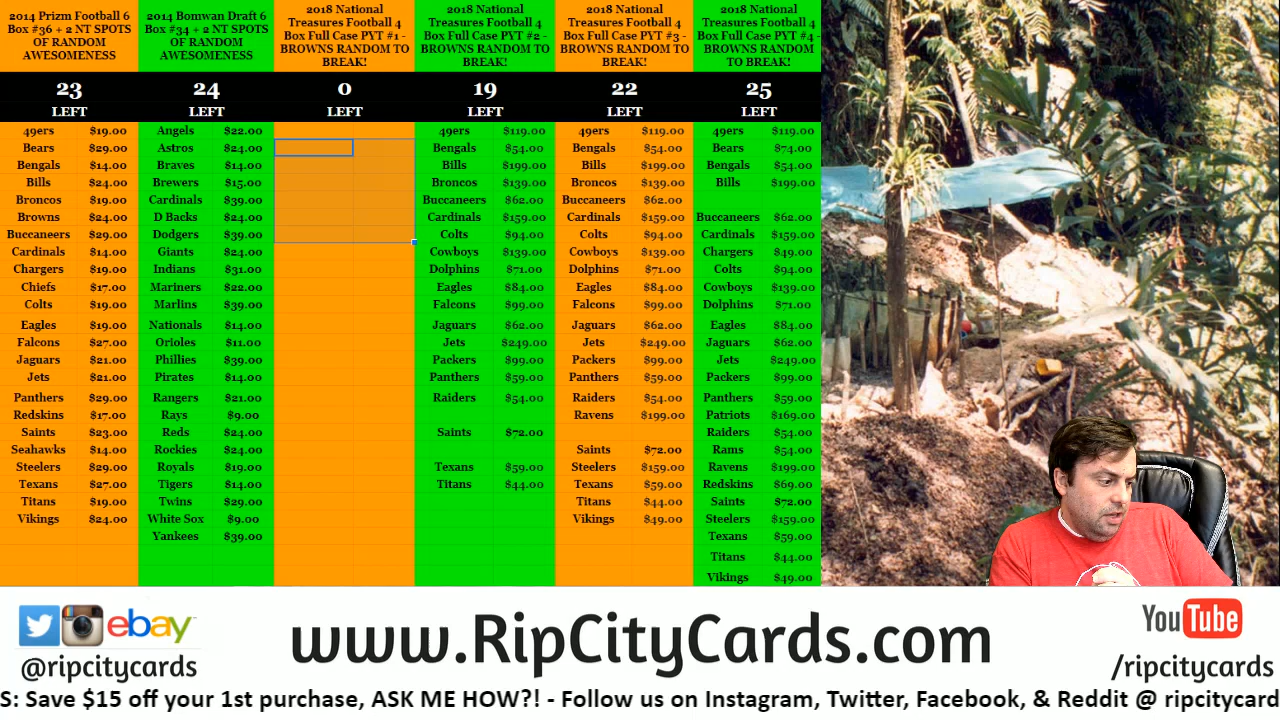 2014 Prizm Football 6
Box #36 + 2 NT SPOTS
OF RANDOM
AWESOMENESS
23
LEFT
49ers $19.00
Bears $29.00
Bengals $14.00
Bills $24.00
Broncos $19.00
Browns $24.00
Buccaneers $29.00
Cardinals $14.00
Chargers $19.00
Chiefs $17.00
Colts $19.00
Eagles $19.00
Falcons $27.00
Jaguars $21.00
Jets $21.00
Panthers $29.00
Redskins $17.00
Saints $23.00
Seahawks $14.00
Steelers $29.00
Texans $27.00
Titans $19.00
Vikings $24.00
2014 Bomwan Draft 6
Box #34 + 2 NT SPOTS
OF RANDOM
AWESOMENESS
24
LEFT
Angels $22.00
Astros $24.00
Braves $14.00
Brewers $15.00
Cardinals $39.00
D Backs $24.00
Dodgers $39.00
Giants $24.00
Indians $31.00
Mariners $22.00
Marlins $39.00
Nationals $14.00
Orioles $11.00
Phillies $39.00
Pirates $14.00
Rangers $21.00
Rays $9.00
Reds $24.00
Rockies $24.00
Royals $19.00
Tigers $14.00
Twins $29.00
White Sox $9.00
Yankees $39.00
2018 National
Treasures Football 4
Box Full Case PYT #1 -
BROWNS RANDOM TO
BREAK!
0
LEFT
2018 National
Treasures Football 4
Box Full Case PYT #2 -
BROWNS RANDOM TO
BREAK!
19
LEFT
49ers $119.00
Bengals $54.00
Bills $199.00
Broncos $139.00
Buccaneers $62.00
Cardinals $159.00
Colts $94.00
Cowboys $139.00
Dolphins $71.00
Eagles $84.00
Falcons $99.00
Jaguars $62.00
Jets $249.00
Packers $99.00
Panthers $59.00
Raiders $54.00
Saints $72.00
Texans $59.00
Titans $44.00
2018 National
Treasures Football 4
Box Full Case PYT #3 -
BROWNS RANDOM TO
BREAK!
22
LEFT
49ers $119.00
Bengals $54.00
Bills $199.00
Broncos $139.00
Buccaneers $62.00
Cardinals $159.00
Colts $94.00
Cowboys $139.00
Dolphins $71.00
Eagles $84.00
Falcons $99.00
Jaguars $62.00
Jets $249.00
Packers $99.00
Panthers $59.00
Raiders $54.00
Ravens $199.00
Saints $72.00
Steelers $159.00
Texans $59.00
Titans $44.00
Vikings $49.00
2018 National
Treasures Football 4
Box Full Case PYT #4 -
BROWNS RANDOM
TO BREAK!
25
LEFT
49ers $119.00
Bears $74.00
Bengals $54.00
Bills $199.00
Buccaneers $62.00
Cardinals $159.00
Chargers $49.00
Colts $94.00
Cowboys $139.00
Dolphins $71.00
Eagles $84.00
Jaguars $62.00
Jets $249.00
Packers $99.00
Panthers $59.00
Patriots $169.00
Raiders $54.00
Rams $54.00
Ravens $199.00
Redskins $69.00
Saints $72.00
Steelers $159.00
Texans $59.00
Titans $44.00
Vikings $49.00
ebay
@ripcitycards
www.RipCityCards.com
YouTube
/ripcitycards
S: Save $15 off your 1st purchase, ASK ME HOW?! - Follow us on Instagram, Twitter, Facebook, & Reddit @ ripcitycard